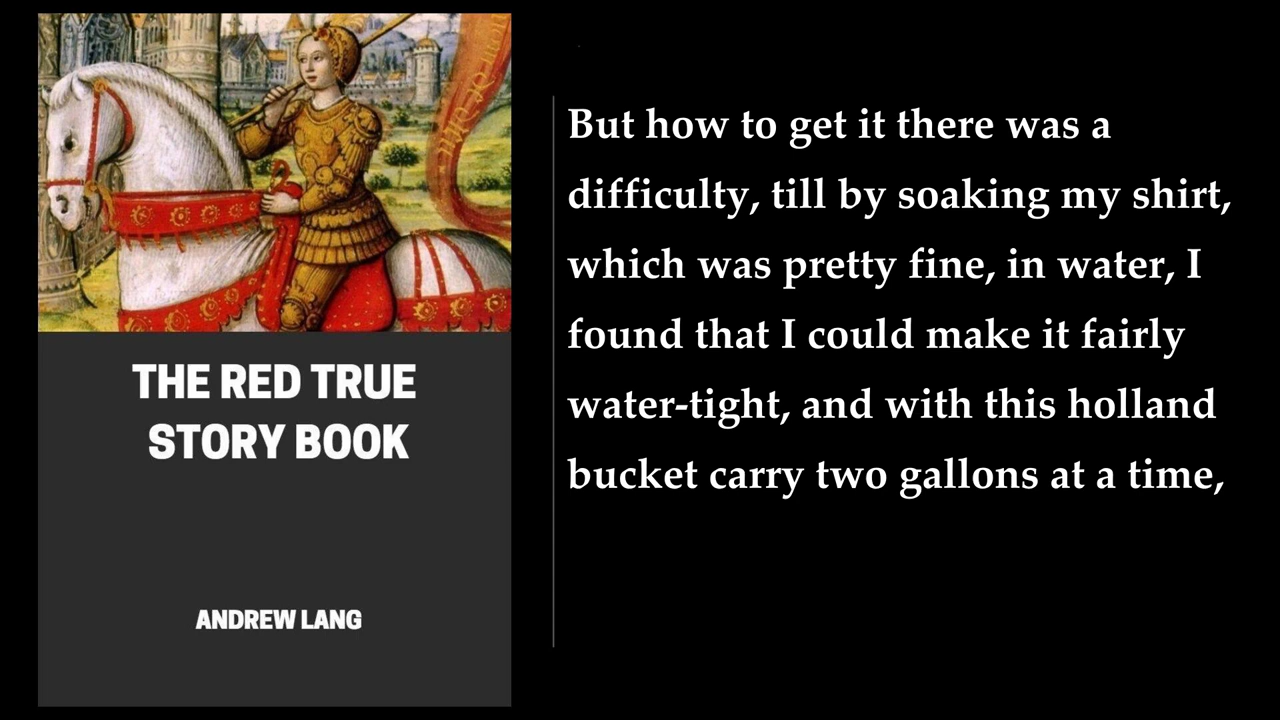 THE RED TRUE
STORY BOOK
ANDREW LANG
But how to get it there was a
difficulty, till by soaking my shirt,
which was pretty fine, in water, I
found that I could make it fairly
water-tight, and with this holland
bucket carry two gallons at a time,